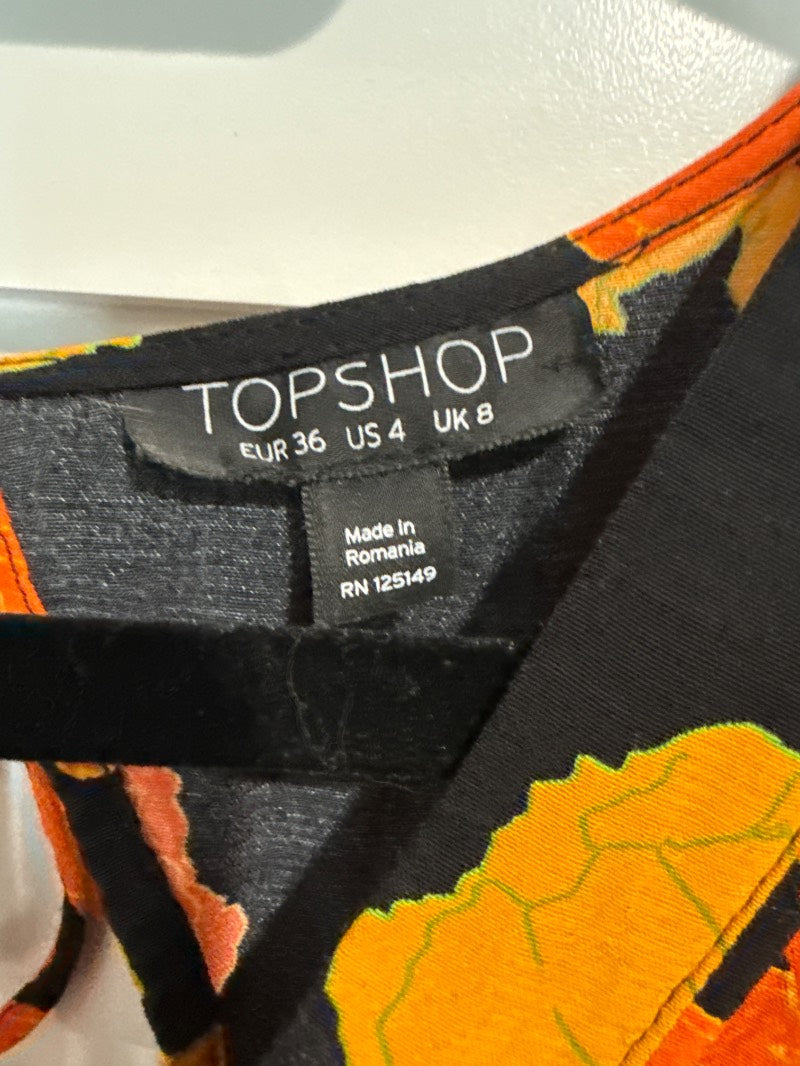 TOPSHOP
EUR 36 US 4 UK 8
Made in
Romania
RN 125149